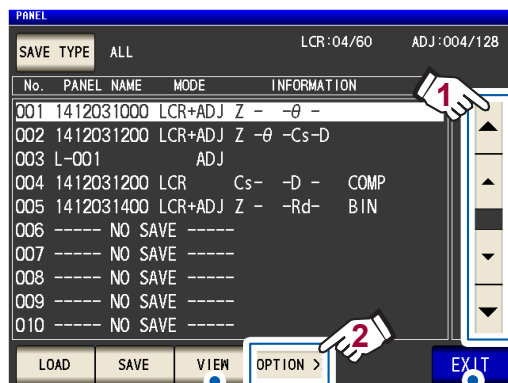 PANEL
SAVE TYPE ALL LCR:04/60 ADJ:004/128
No. PANEL NAME MODE INFORMATION
001 1412031000 LCR+ADJ Z - -θ -
002 1412031200 LCR+ADJ Z -θ -Cs-D
003 L-001 ADJ
004 1412031200 LCR Cs- -D - COMP
005 1412031400 LCR+ADJ Z - -Rd- BIN
006 ----- NO SAVE -----
007 ----- NO SAVE -----
008 ----- NO SAVE -----
009 ----- NO SAVE -----
010 ----- NO SAVE -----
LOAD SAVE VIEW OPTION > EXIT
1
2